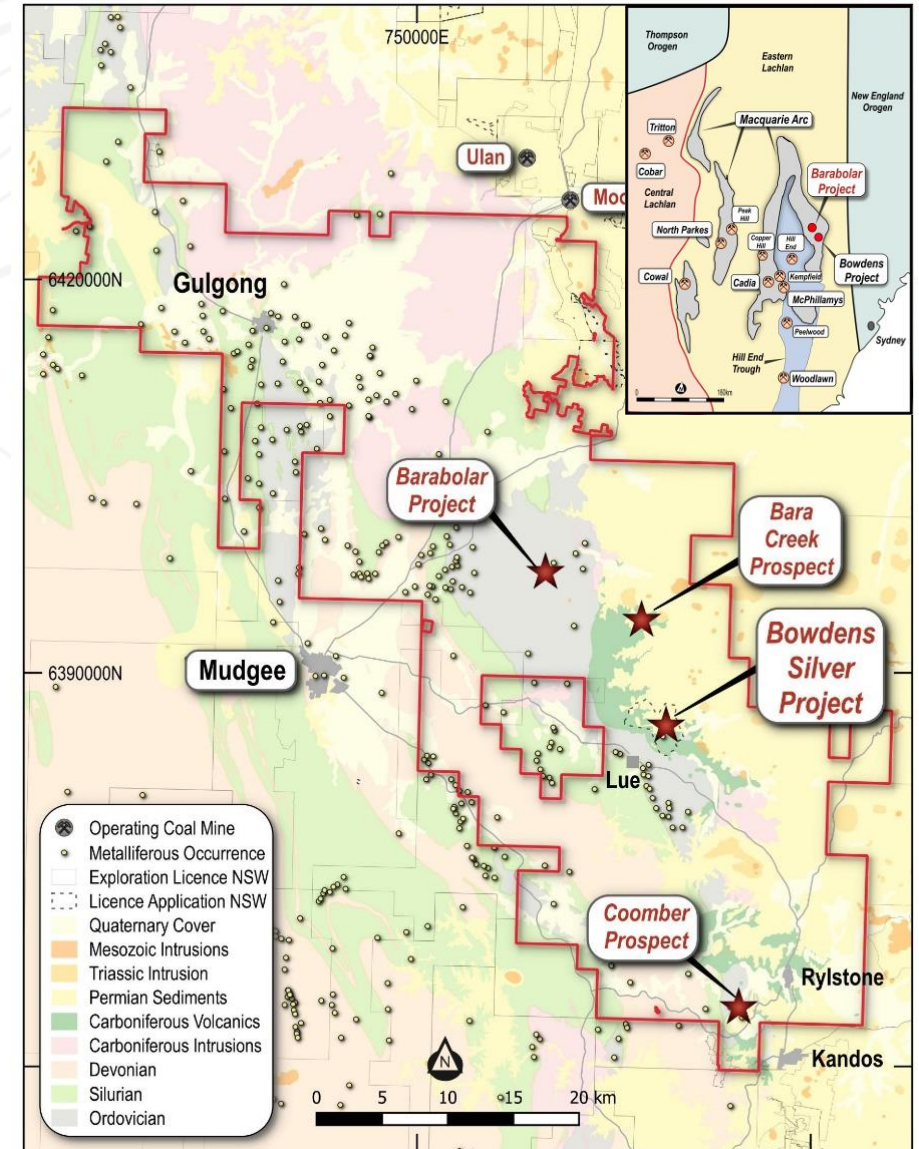 750000E
Ulan
Moo
6420000N
Gulgong
Barabolar
Project
Bara
Creek
Prospect
Bowdens
Silver
Project
6390000N
Mudgee
Lue
Coomber
Prospect
Rylstone
Kandos
Operating Coal Mine
Metalliferous Occurrence
Exploration Licence NSW
Licence Application NSW
Quaternary Cover
Mesozoic Intrusions
Triassic Intrusion
Permian Sediments
Carboniferous Volcanics
Carboniferous Intrusions
Devonian
Silurian
Ordovician
N
0 5 10 15 20 km
Thompson
Orogen
Eastern
Lachlan
New England
Orogen
Macquarie Arc
Tritton
Cobar
Central
Lachlan
Barabolar
Project
Peak
Hill
North Parkes
Copper
Hill
Hill
End
Bowdens
Project
Cowal
Cadia
Kempfield
McPhillamys
Peelwood
Sydney
Hill End
Trough
Woodlawn
0